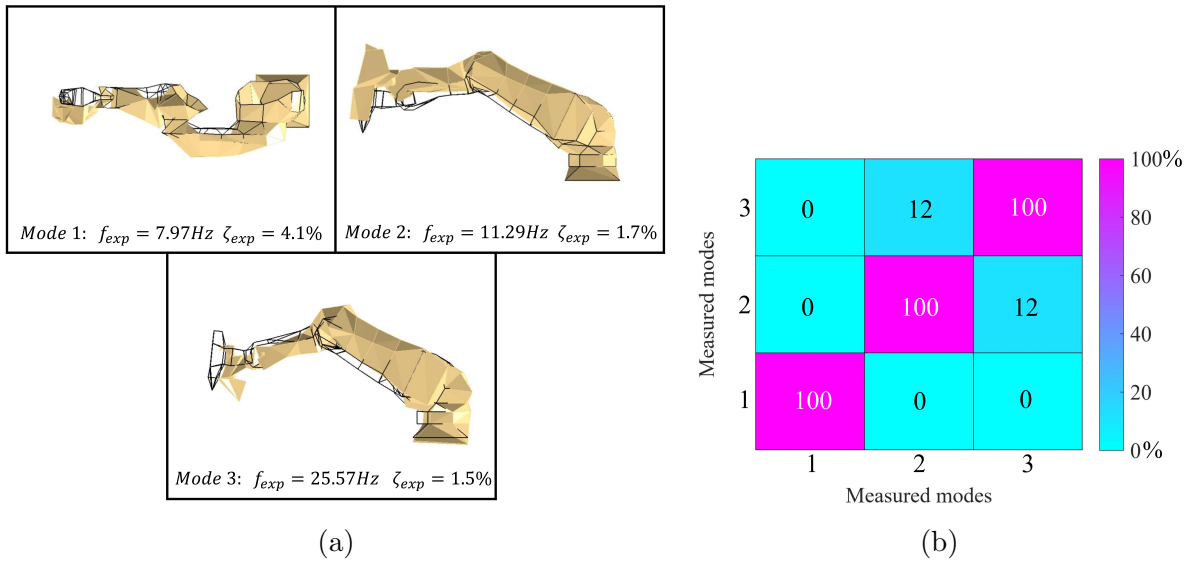 Mode 1: f_exp = 7.97Hz ζ_exp = 4.1%
Mode 2: f_exp = 11.29Hz ζ_exp = 1.7%
Mode 3: f_exp = 25.57Hz ζ_exp = 1.5%
(a)
Measured modes
3 0 12 100
2 0 100 12
1 100 0 0
1 2 3
Measured modes
100%
80
60
40
20
0%
(b)